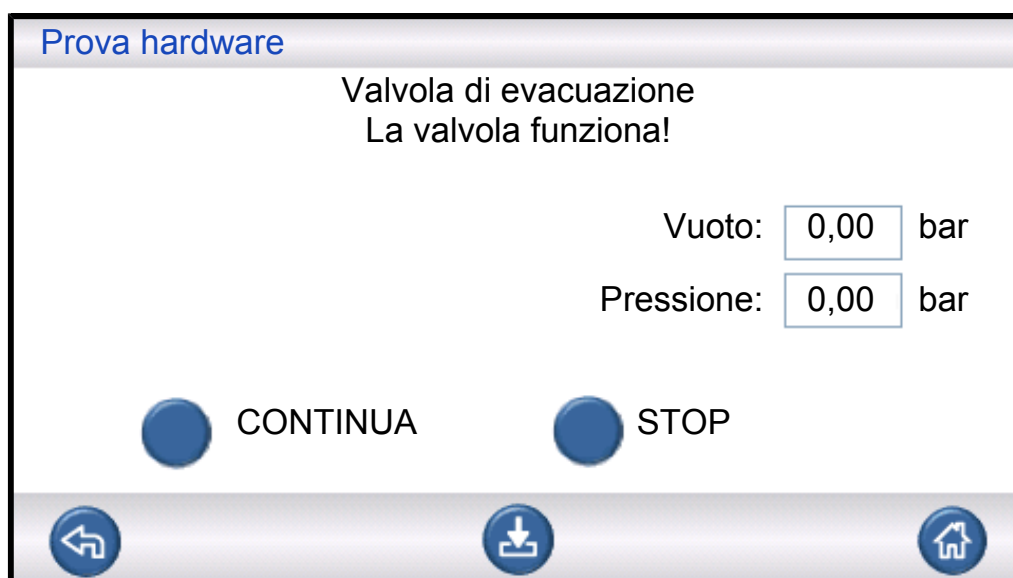 Prova hardware
Valvola di evacuazione
La valvola funziona!
Vuoto: 0,00 bar
Pressione: 0,00 bar
CONTINUA STOP